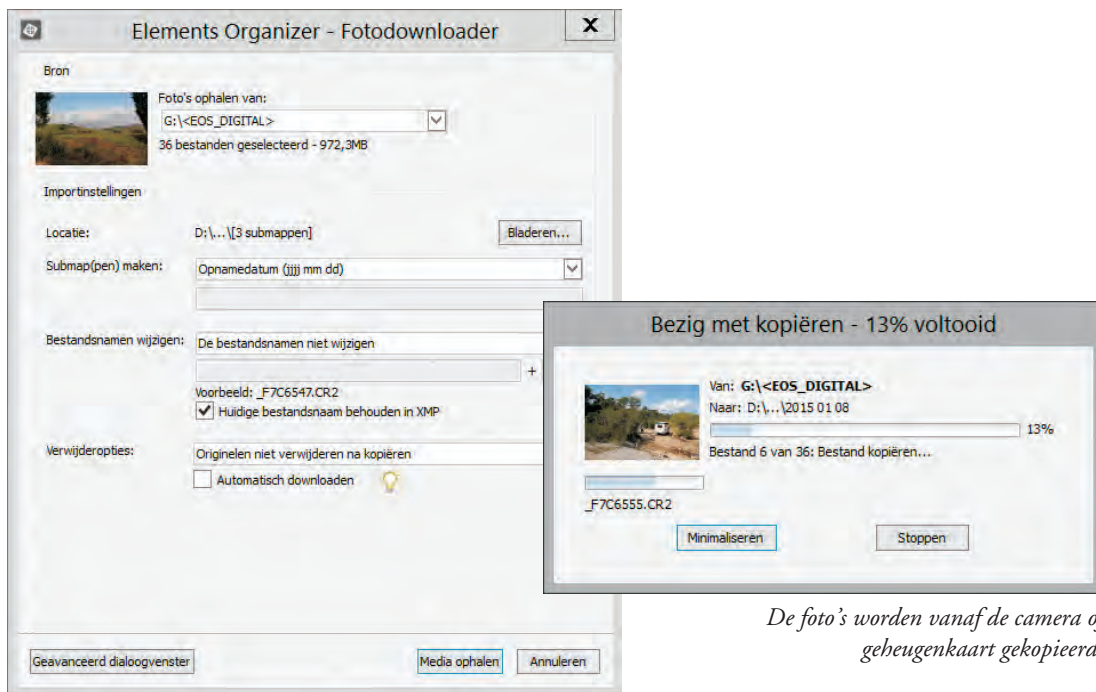 Elements Organizer - Fotodownloader
X
Bron
Foto's ophalen van:
G:\<EOS_DIGITAL>
36 bestanden geselecteerd - 972,3MB
Importinstellingen
Locatie:
D:\...\[3 submappen]
Bladeren...
Submap(pen) maken:
Opnamedatum (jjjj mm dd)
Bestandsnamen wijzigen:
De bestandsnamen niet wijzigen
+
Voorbeeld: _F7C6547.CR2
Huidige bestandsnaam behouden in XMP
Verwijderopties:
Originelen niet verwijderen na kopiëren
Automatisch downloaden
Geavanceerd dialoogvenster
Media ophalen
Annuleren
Bezig met kopiëren - 13% voltooid
Van: G:\<EOS_DIGITAL>
Naar: D:\...\2015 01 08
13%
Bestand 6 van 36: Bestand kopiëren...
_F7C6555.CR2
Minimaliseren
Stoppen
De foto's worden vanaf de camera
geheugenkaart gekopieerd